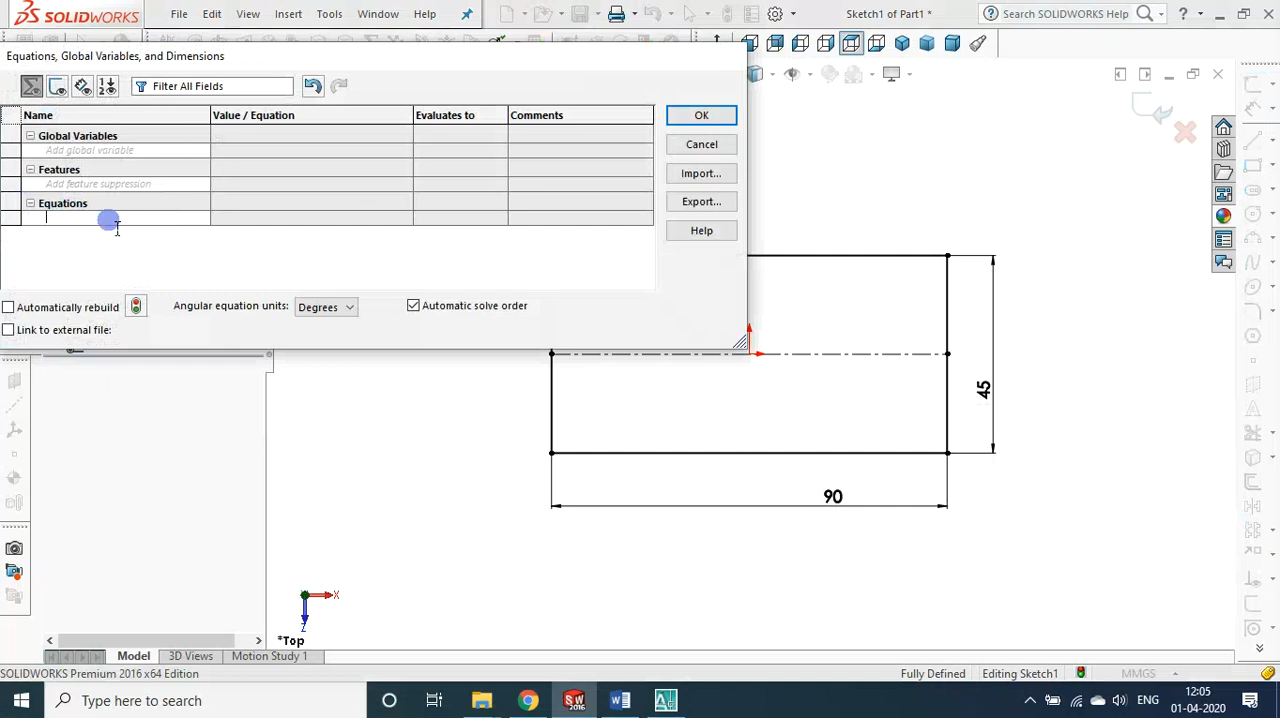 SOLIDWORKS
File Edit View Insert Tools Window Help
Sketch1 of Part1 *
Search SOLIDWORKS Help
?
Equations, Global Variables, and Dimensions
Filter All Fields
Name Value / Equation Evaluates to Comments
Global Variables
Add global variable
Features
Add feature suppression
Equations
OK
Cancel
Import...
Export...
Help
Automatically rebuild Angular equation units: Degrees Automatic solve order
Link to external file:
45
90
X
Z
*Top
Model 3D Views Motion Study 1
SOLIDWORKS Premium 2016 x64 Edition Fully Defined Editing Sketch1 MMGS
Type here to search
SW
2016
W
ENG
12:05
01-04-2020